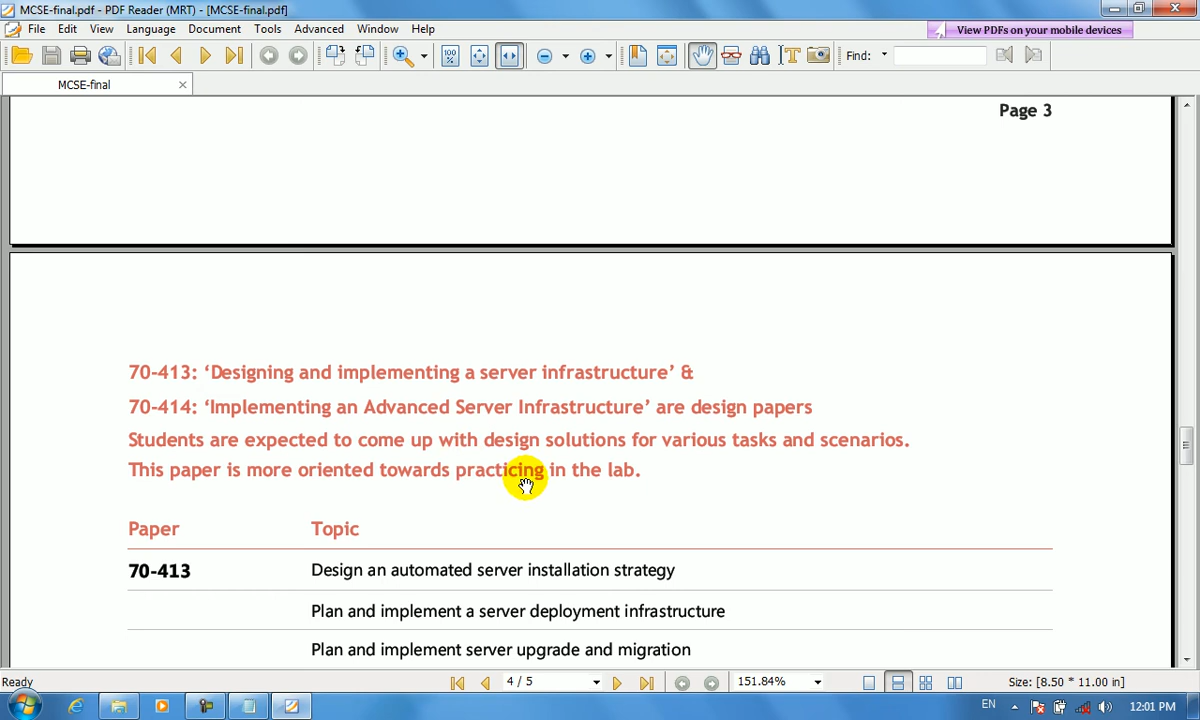 MCSE-final.pdf - PDF Reader (MRT) - [MCSE-final.pdf]
File Edit View Language Document Tools Advanced Window Help
View PDFs on your mobile devices
Find:
MCSE-final
Page 3
70-413: ‘Designing and implementing a server infrastructure’ &
70-414: ‘Implementing an Advanced Server Infrastructure’ are design papers
Students are expected to come up with design solutions for various tasks and scenarios.
This paper is more oriented towards practicing in the lab.
Paper Topic
70-413 Design an automated server installation strategy
Plan and implement a server deployment infrastructure
Plan and implement server upgrade and migration
Ready 4 / 5 151.84% Size: [8.50 * 11.00 in]
EN 12:01 PM